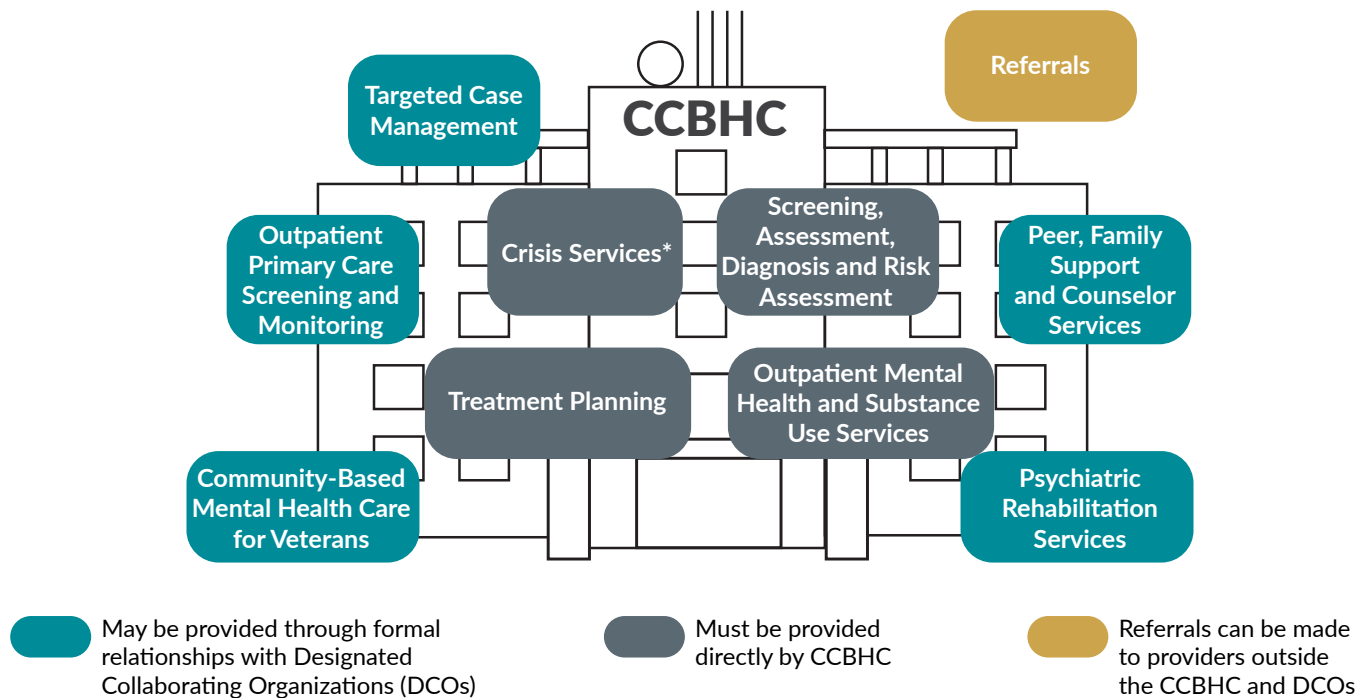 CCBHC
Referrals
Targeted Case
Management
Crisis Services*
Screening,
Assessment,
Diagnosis and Risk
Assessment
Outpatient
Primary Care
Screening and
Monitoring
Peer, Family
Support
and Counselor
Services
Treatment Planning
Outpatient Mental
Health and Substance
Use Services
Community-Based
Mental Health Care
for Veterans
Psychiatric
Rehabilitation
Services
May be provided through formal
relationships with Designated
Collaborating Organizations (DCOs)
Must be provided
directly by CCBHC
Referrals can be made
to providers outside
the CCBHC and DCOs